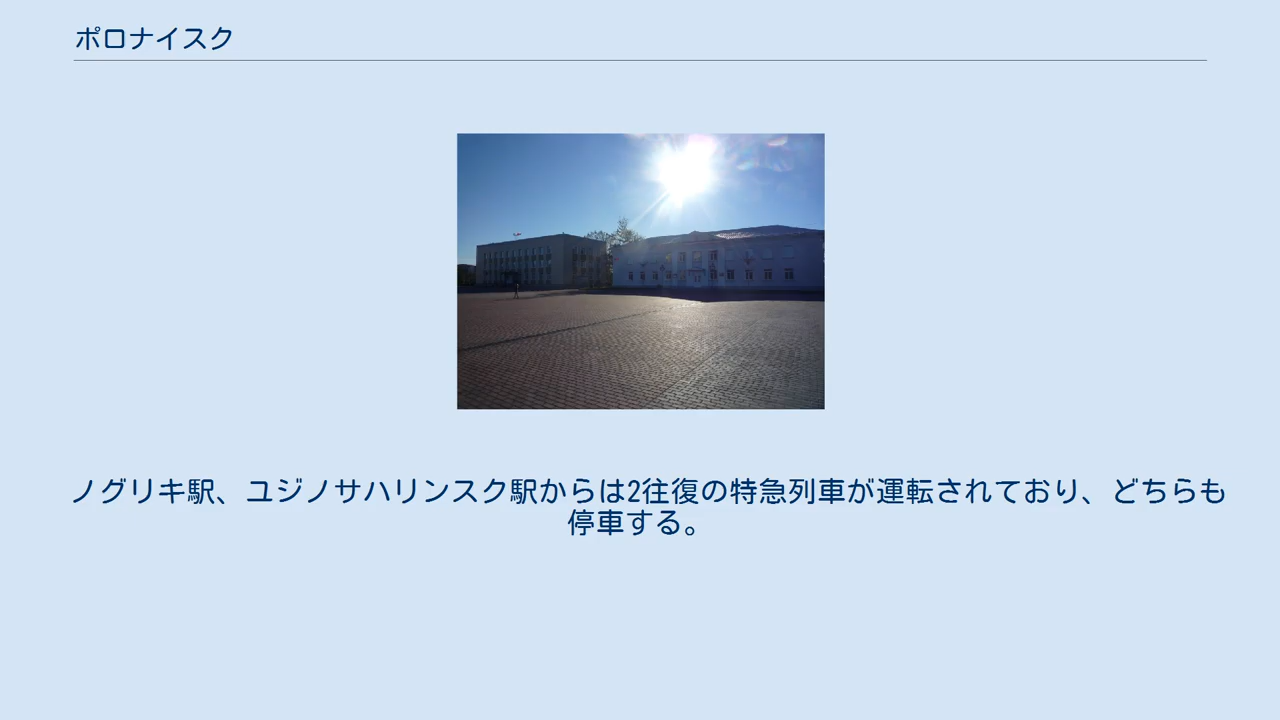 ポロナイスク
ノグリキ駅、ユジノサハリンスク駅からは2往復の特急列車が運転されており、どちらも
停車する。